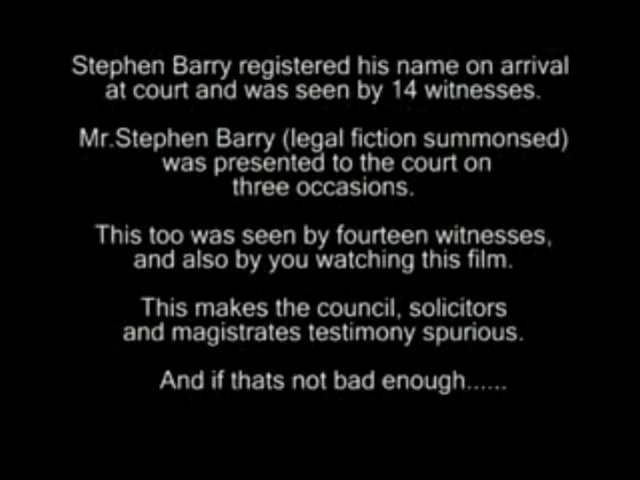 Stephen Barry registered his name on arrival
at court and was seen by 14 witnesses.
Mr.Stephen Barry (legal fiction summonsed)
was presented to the court on
three occasions.
This too was seen by fourteen witnesses,
and also by you watching this film.
This makes the council, solicitors
and magistrates testimony spurious.
And if thats not bad enough......